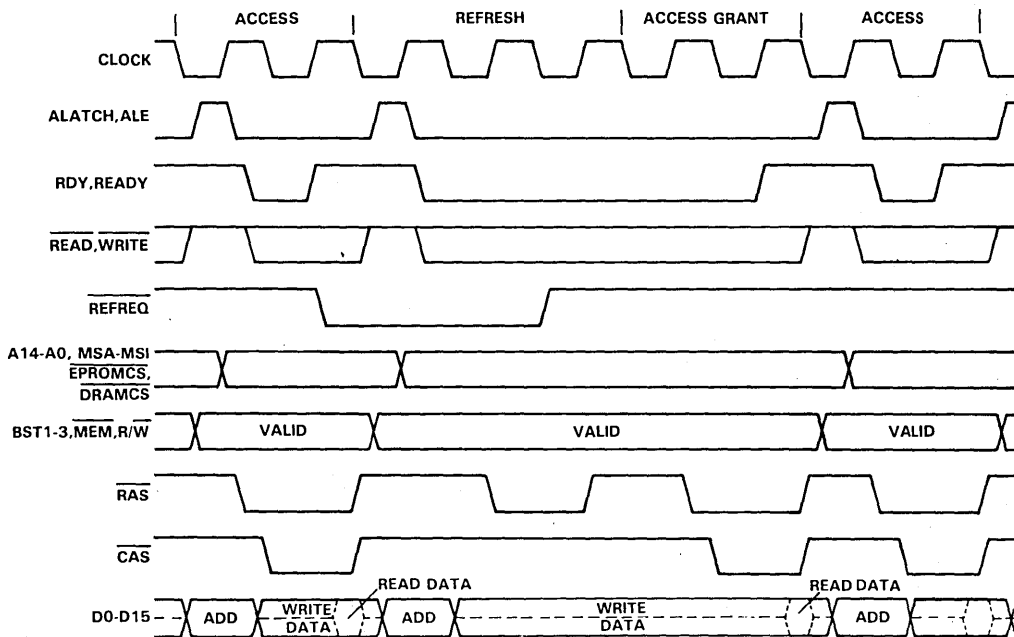 ACCESS REFRESH ACCESS GRANT ACCESS
CLOCK
ALATCH,ALE
RDY,READY
READ,WRITE
REFREQ
A14-A0, MSA-MSI
EPROMCS,
DRAMCS
BST1-3,MEM,R/W VALID VALID VALID
RAS
CAS
READ DATA READ DATA
D0-D15 ADD WRITE DATA ADD WRITE DATA ADD